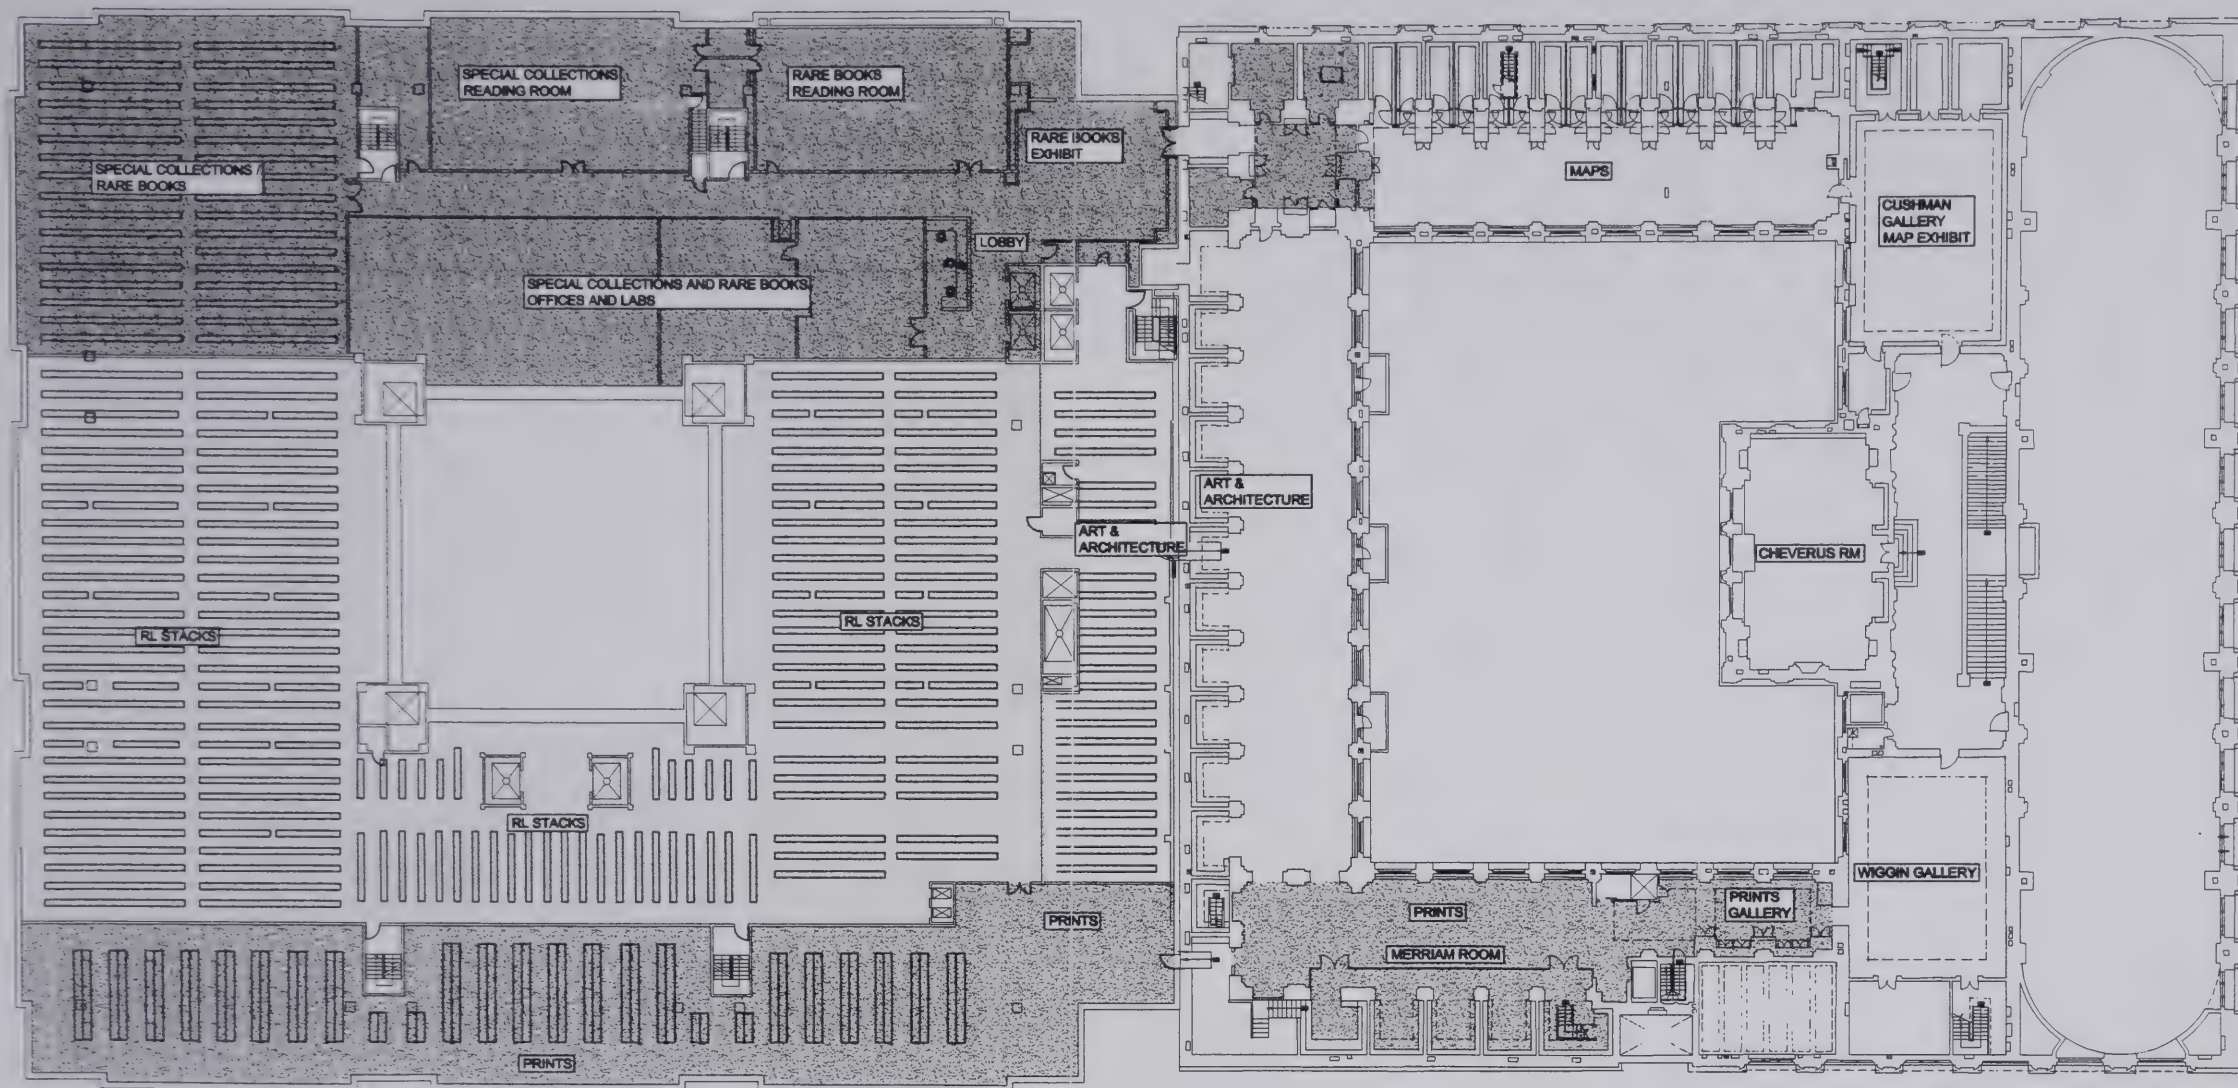 SPECIAL COLLECTIONS
READING ROOM
RARE BOOKS
READING ROOM
RARE BOOKS
EXHIBIT
SPECIAL COLLECTIONS /
RARE BOOKS
MAPS
CUSHMAN
GALLERY
MAP EXHIBIT
LOBBY
SPECIAL COLLECTIONS AND RARE BOOKS
OFFICES AND LABS
ART &
ARCHITECTURE
ART &
ARCHITECTURE
CHEVERUS RM
RL STACKS
RL STACKS
RL STACKS
WIGGIN GALLERY
PRINTS
PRINTS
PRINTS
GALLERY
MERRIAM ROOM
PRINTS